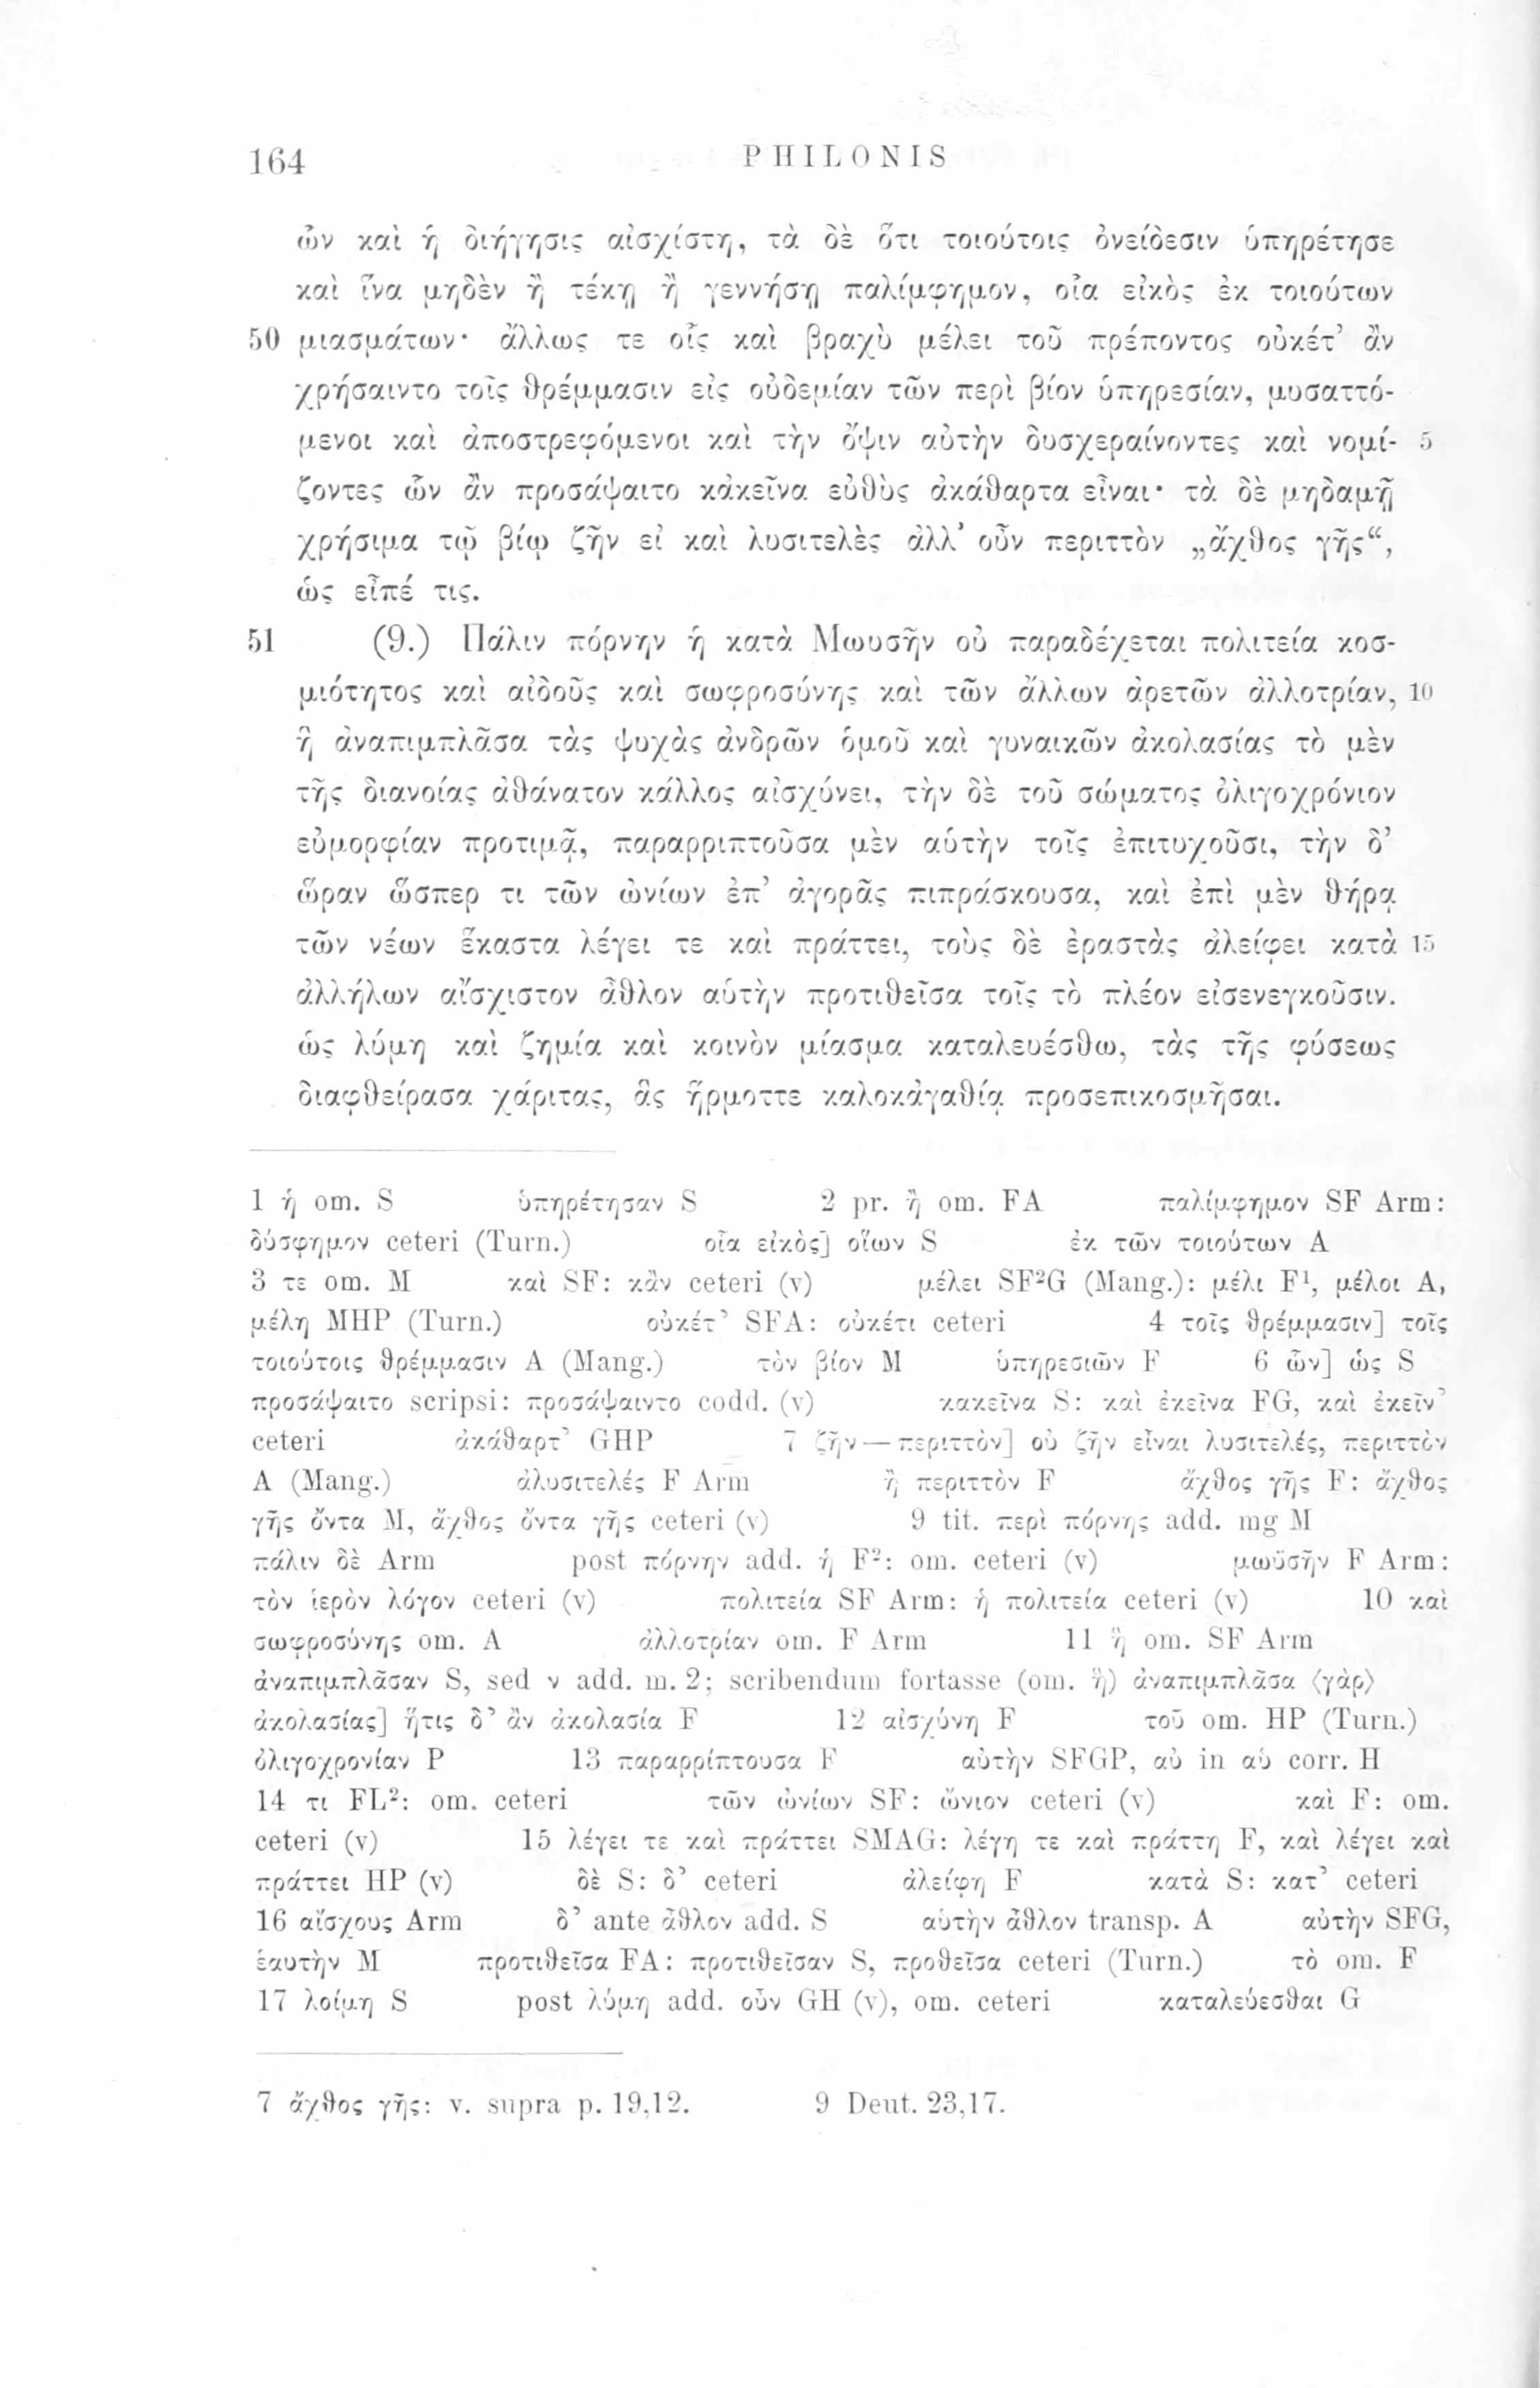 164 PHILONIS
ὧν καὶ ἡ διήγησις αἰσχίστη, τὰ δὲ ὅτι τοιούτοις ὀνείδεσιν ὑπηρέτησε
καὶ ἵνα μηδὲν ἢ τέκῃ ἢ γεννήσῃ παλίμφημον, οἷα εἰκὸς ἐκ τοιούτων
50 μιασμάτων· ἄλλως τε οἷς καὶ βραχὺ μέλει τοῦ πρέποντος οὐκέτ’ ἂν
χρήσαιντο τοῖς θρέμμασιν εἰς οὐδεμίαν τῶν περὶ βίον ὑπηρεσίαν, μυσαττό-
μενοι καὶ ἀποστρεφόμενοι καὶ τὴν ὄψιν αὐτὴν δυσχεραίνοντες καὶ νομί- 5
ζοντες ὧν ἂν προσάψαιτο κἀκεῖνα εὐθὺς ἀκάθαρτα εἶναι· τὰ δὲ μηδαμῇ
χρήσιμα τῷ βίῳ ζῆν εἰ καὶ λυσιτελὲς ἀλλ’ οὖν περιττὸν „ἄχθος γῆς“,
ὡς εἶπέ τις.
51 (9.) Πάλιν πόρνην ἡ κατὰ Μωυσῆν οὐ παραδέχεται πολιτεία κοσ-
μιότητος καὶ αἰδοῦς καὶ σωφροσύνης καὶ τῶν ἄλλων ἀρετῶν ἀλλοτρίαν, 10
ἣ ἀναπιμπλᾶσα τὰς ψυχὰς ἀνδρῶν ὁμοῦ καὶ γυναικῶν ἀκολασίας τὸ μὲν
τῆς διανοίας ἀθάνατον κάλλος αἰσχύνει, τὴν δὲ τοῦ σώματος ὀλιγοχρόνιον
εὐμορφίαν προτιμᾷ, παραρριπτοῦσα μὲν αὑτὴν τοῖς ἐπιτυχοῦσι, τὴν δ’
ὥραν ὥσπερ τι τῶν ὠνίων ἐπ’ ἀγορᾶς πιπράσκουσα, καὶ ἐπὶ μὲν θήρᾳ
τῶν νέων ἕκαστα λέγει τε καὶ πράττει, τοὺς δὲ ἐραστὰς ἀλείφει κατὰ 15
ἀλλήλων αἴσχιστον ἆθλον αὑτὴν προτιθεῖσα τοῖς τὸ πλέον εἰσενεγκοῦσιν.
ὡς λύμη καὶ ζημία καὶ κοινὸν μίασμα καταλευέσθω, τὰς τῆς φύσεως
διαφθείρασα χάριτας, ἃς ἥρμοττε καλοκἀγαθίᾳ προσεπικοσμῆσαι.
1 ἡ om. S ὑπηρέτησαν S 2 pr. ἢ om. FA παλίμφημον SF Arm:
δύσφημον ceteri (Turn.) οἷα εἰκὸς] οἵων S ἐκ τῶν τοιούτων A
3 τε om. M καὶ SF: κἂν ceteri (v) μέλει SF²G (Mang.): μέλι F¹, μέλοι A,
μέλη MHP (Turn.) οὐκέτ’ SFA: οὐκέτι ceteri 4 τοῖς θρέμμασιν] τοῖς
τοιούτοις θρέμμασιν A (Mang.) τὸν βίον M ὑπηρεσιῶν F 6 ὧν] ὡς S
προσάψαιτο scripsi: προσάψαιντο codd. (v) κακεῖνα S: καὶ ἐκεῖνα FG, καὶ ἐκεῖν’
ceteri ἀκάθαρτ’ GHP 7 ζῆν — περιττὸν] οὐ ζῆν εἶναι λυσιτελές, περιττὸν
A (Mang.) ἀλυσιτελές F Arm ἢ περιττὸν F ἄχθος γῆς F: ἄχθος
γῆς ὄντα M, ἄχθος ὄντα γῆς ceteri (v) 9 tit. περὶ πόρνης add. mg M
πάλιν δὲ Arm post πόρνην add. ἡ F²: om. ceteri (v) μωϋσῆν F Arm:
τὸν ἱερὸν λόγον ceteri (v) πολιτεία SF Arm: ἡ πολιτεία ceteri (v) 10 καὶ
σωφροσύνης om. A ἀλλοτρίαν om. F Arm 11 ἣ om. SF Arm
ἀναπιμπλᾶσαν S, sed ν add. m. 2; scribendum fortasse (om. ἣ) ἀναπιμπλᾶσα ⟨γὰρ⟩
ἀκολασίας] ἥτις δ’ ἂν ἀκολασία F 12 αἰσχύνη F τοῦ om. HP (Turn.)
ὀλιγοχρονίαν P 13 παραρρίπτουσα F αὐτὴν SFGP, αὐ in αὑ corr. H
14 τι FL²: om. ceteri τῶν ὠνίων SF: ὤνιον ceteri (v) καὶ F: om.
ceteri (v) 15 λέγει τε καὶ πράττει SMAG: λέγη τε καὶ πράττη F, καὶ λέγει καὶ
πράττει HP (v) δὲ S: δ’ ceteri ἀλείφη F κατὰ S: κατ’ ceteri
16 αἴσχους Arm δ’ ante ἆθλον add. S αὑτὴν ἆθλον transp. A αὐτὴν SFG,
ἑαυτὴν M προτιθεῖσα FA: προτιθεῖσαν S, προθεῖσα ceteri (Turn.) τὸ om. F
17 λοίμη S post λύμη add. οὖν GH (v), om. ceteri καταλεύεσθαι G
7 ἄχθος γῆς: v. supra p. 19,12. 9 Deut. 23,17.